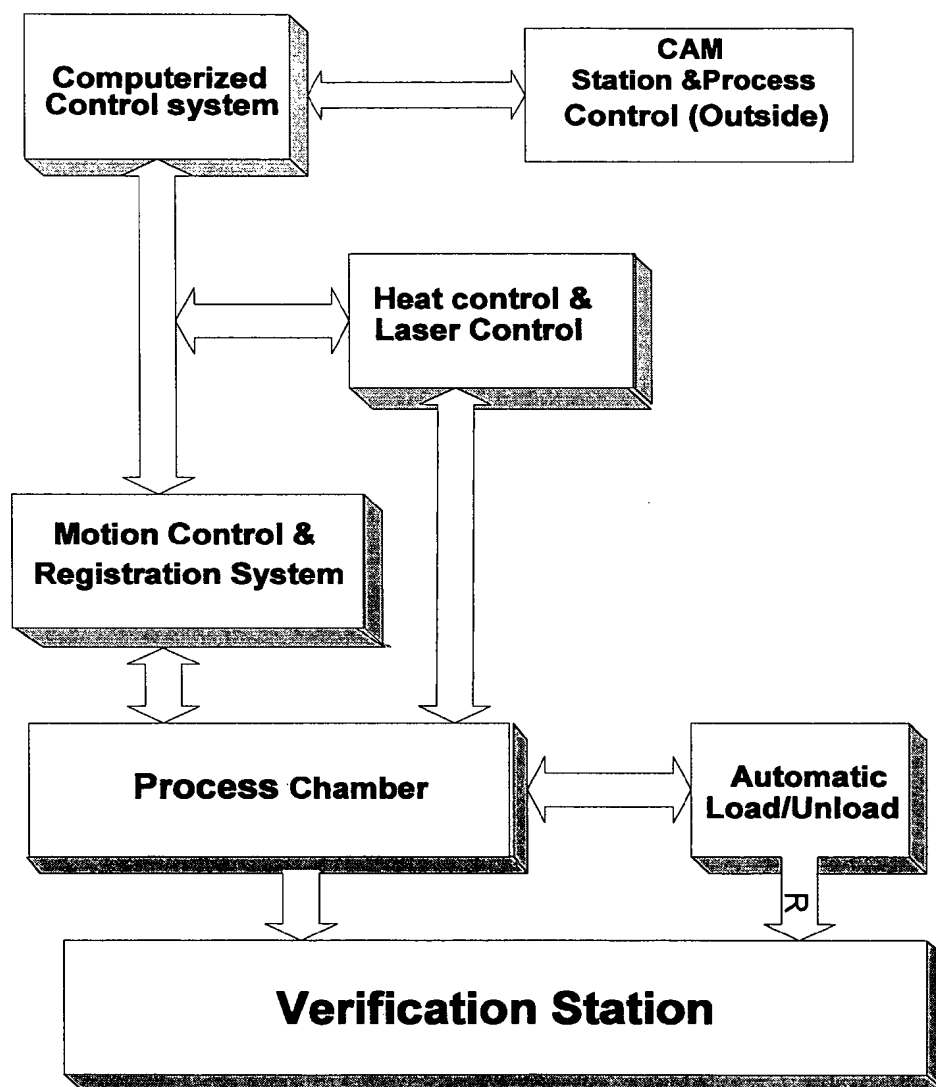 Computerized
Control system
CAM
Station &Process
Control (Outside)
Heat control &
Laser Control
Motion Control &
Registration System
Process Chamber
Automatic
Load/Unload
R
Verification Station